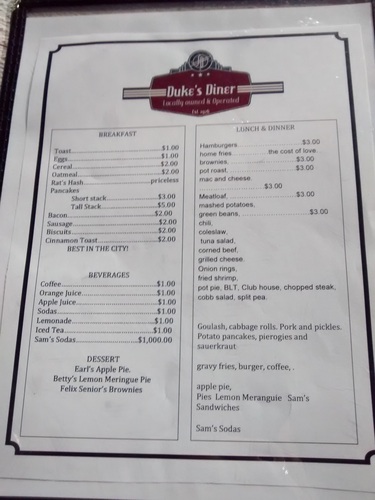 Duke's Diner
Locally owned & Operated
BREAKFAST
Toast............$1.00
Eggs............$1.00
Cereal............$2.00
Oatmeal............$2.00
Rat's Hash............priceless
Pancakes
Short stack............$3.00
Tall Stack............$5.00
Bacon............$2.00
Sausage............$2.00
Biscuits............$2.00
Cinnamon Toast............$2.00
BEST IN THE CITY!
BEVERAGES
Coffee............$1.00
Orange Juice............$1.00
Apple Juice............$1.00
Sodas............$1.00
Lemonade............$1.00
Iced Tea............$1.00
Sam's Sodas............$1,000.00
DESSERT
Earl's Apple Pie.
Betty's Lemon Meringue Pie
Felix Senior's Brownies
LUNCH & DINNER
Hamburgers............$3.00
home fries............the cost of love.
brownies,............$3.00
pot roast,............$3.00
mac and cheese
............$3.00
Meatloaf,............$3.00
mashed potatoes,
green beans,............$3.00
chili,
coleslaw,
tuna salad,
corned beef,
grilled cheese.
Onion rings,
fried shrimp.
pot pie, BLT, Club house, chopped steak,
cobb salad, split pea.
Goulash, cabbage rolls. Pork and pickles.
Potato pancakes, pierogies and
sauerkraut
gravy fries, burger, coffee, .
apple pie,
Pies Lemon Meranguie Sam's
Sandwiches
Sam's Sodas